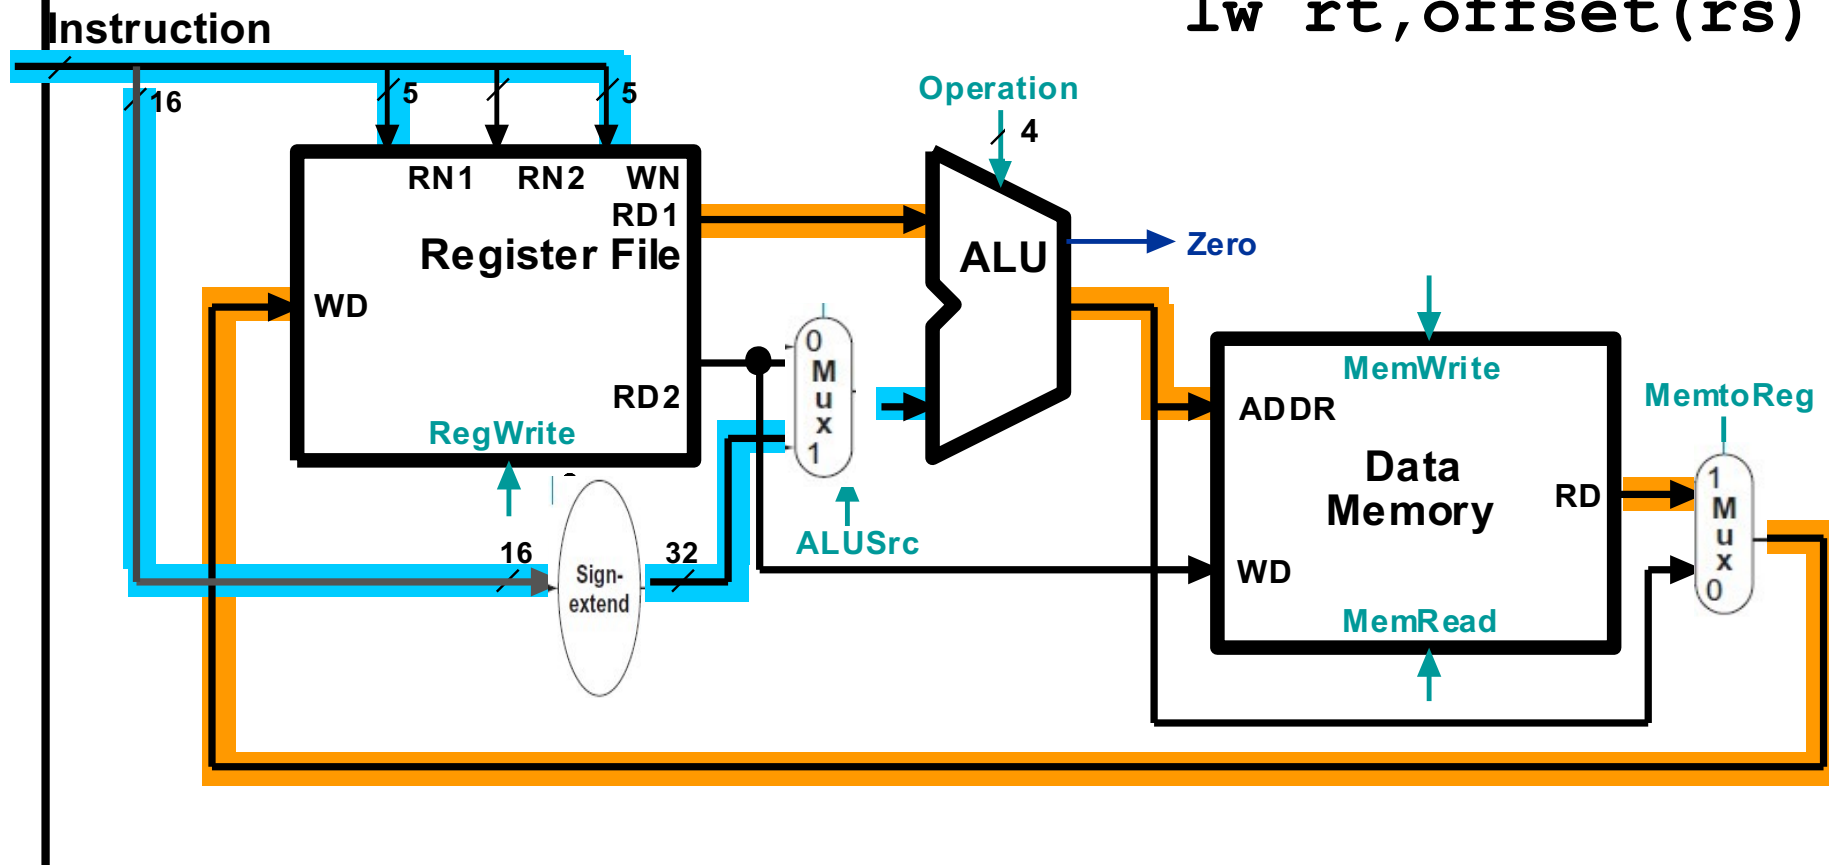 lw rt,offset(rs)
Instruction
16
5
5
Operation
4
RN1 RN2 WN
RD1
Register File
WD
RD2
RegWrite
ALU
Zero
0
M
u
x
1
ALUSrc
16
Sign-
extend
32
MemWrite
ADDR
Data
Memory
RD
WD
MemRead
MemtoReg
1
M
u
x
0